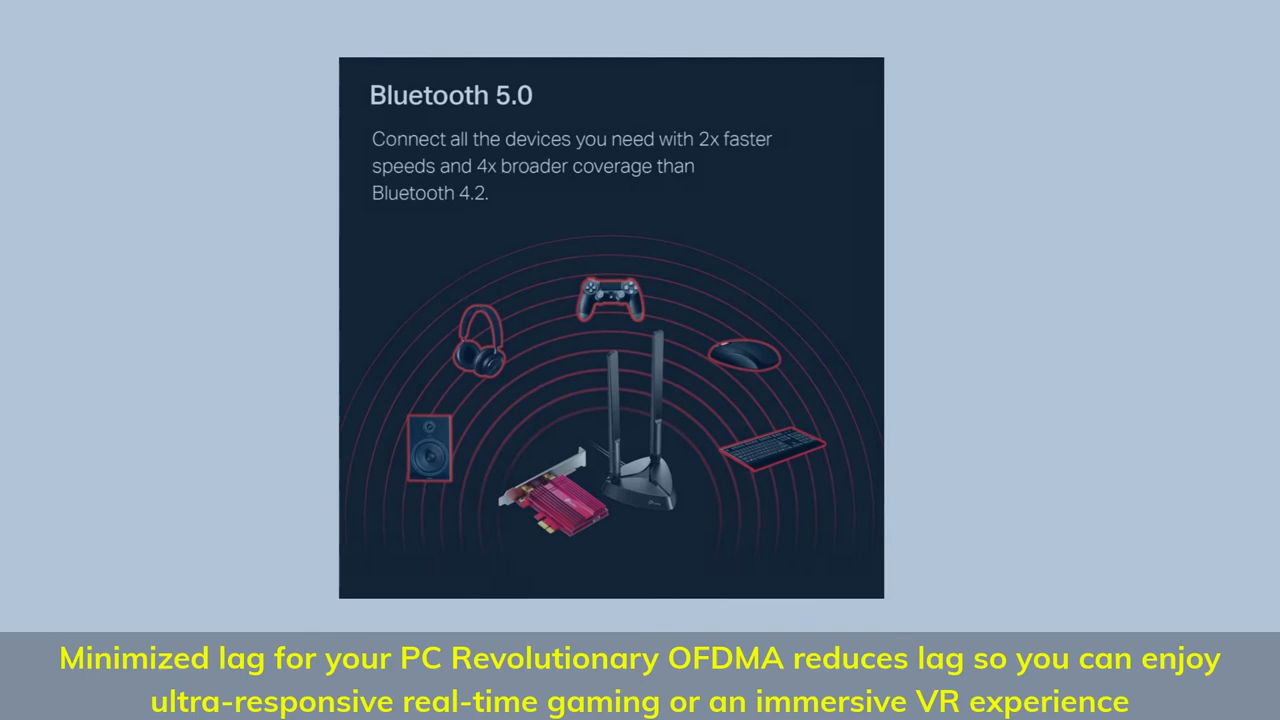 Bluetooth 5.0
Connect all the devices you need with 2x faster
speeds and 4x broader coverage than
Bluetooth 4.2.
Minimized lag for your PC Revolutionary OFDMA reduces lag so you can enjoy
ultra-responsive real-time gaming or an immersive VR experience